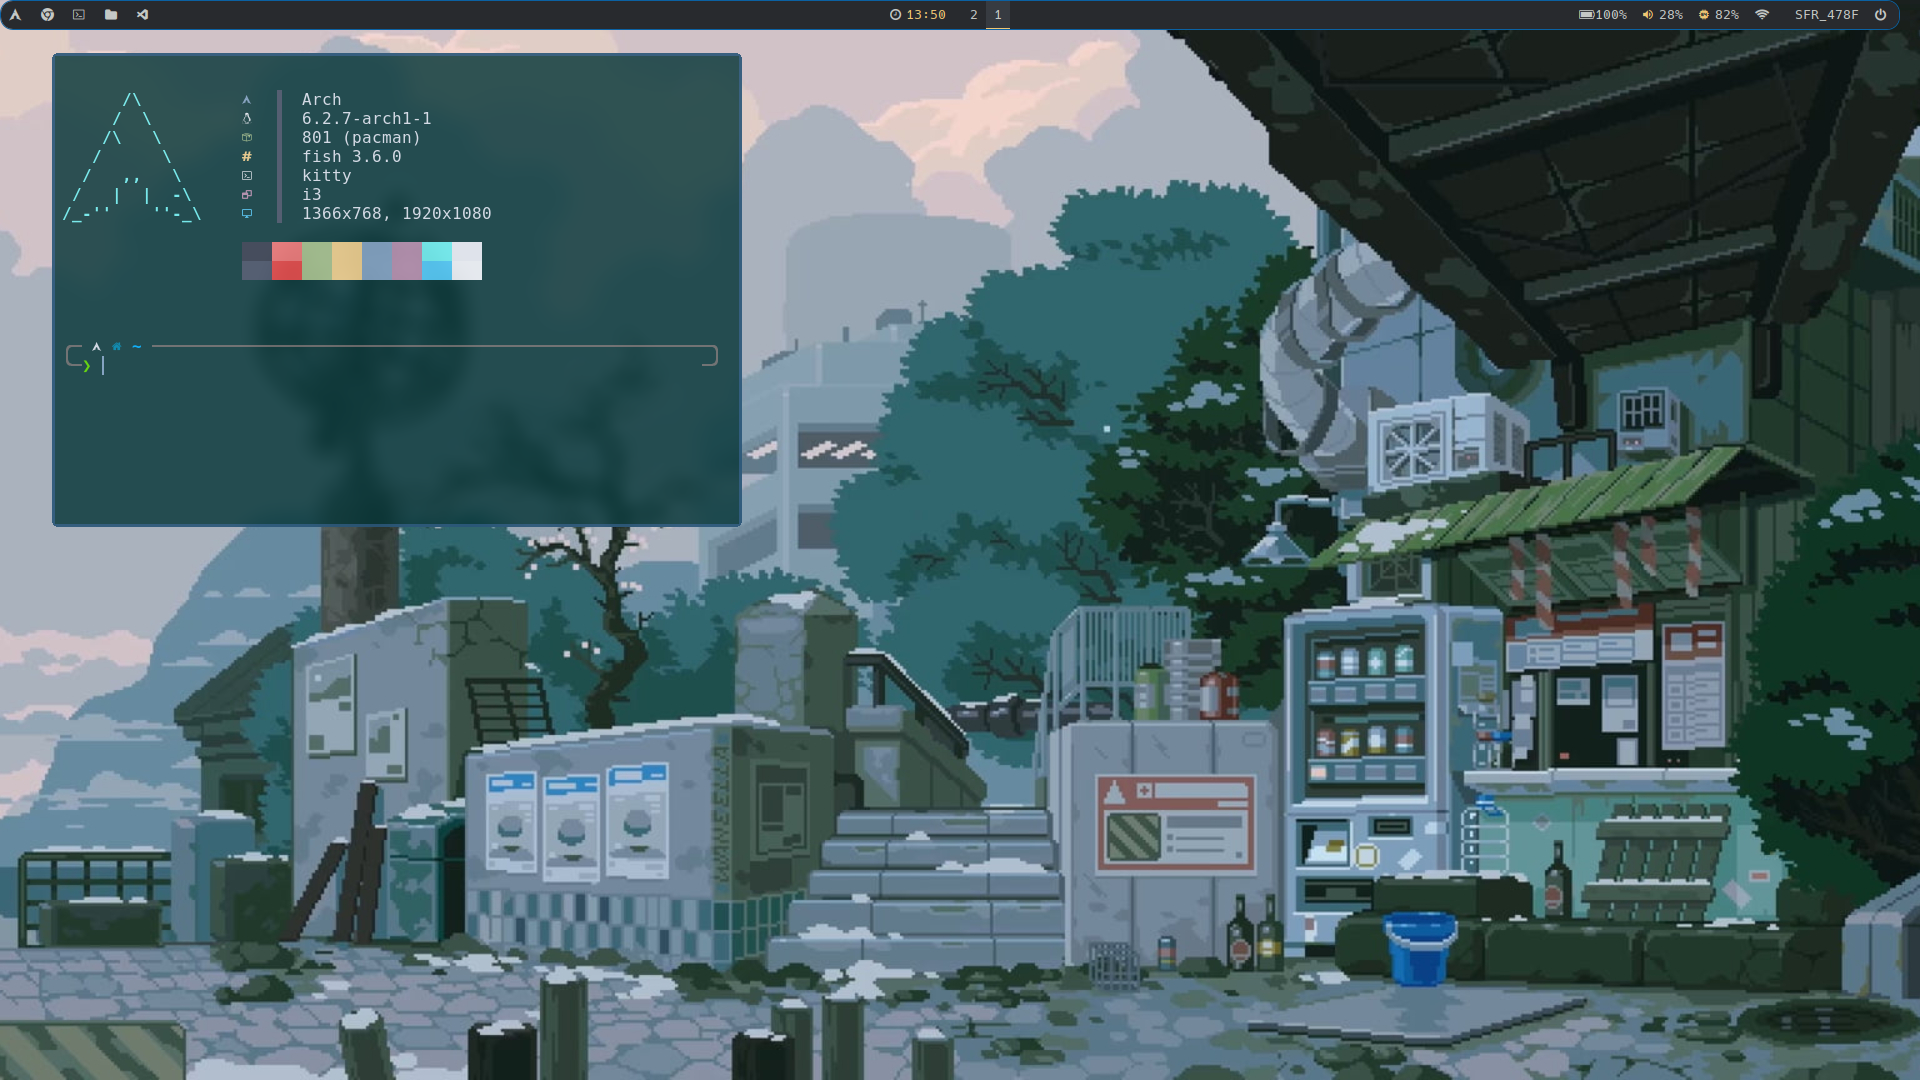 13:50 2 1 100% 28% 82% SFR_478F
Arch
6.2.7-arch1-1
801 (pacman)
# fish 3.6.0
kitty
i3
1366x768, 1920x1080
~
❯